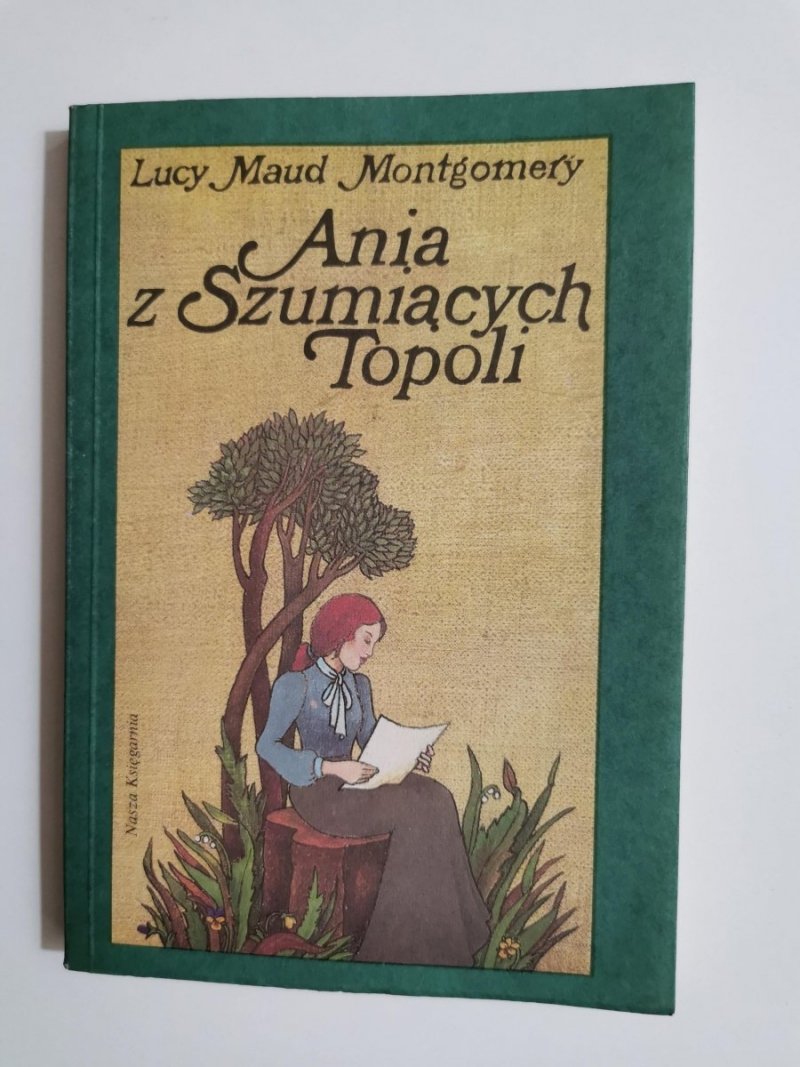 Lucy Maud Montgomery
Ania
z Szumiących
Topoli
Nasza Księgarnia